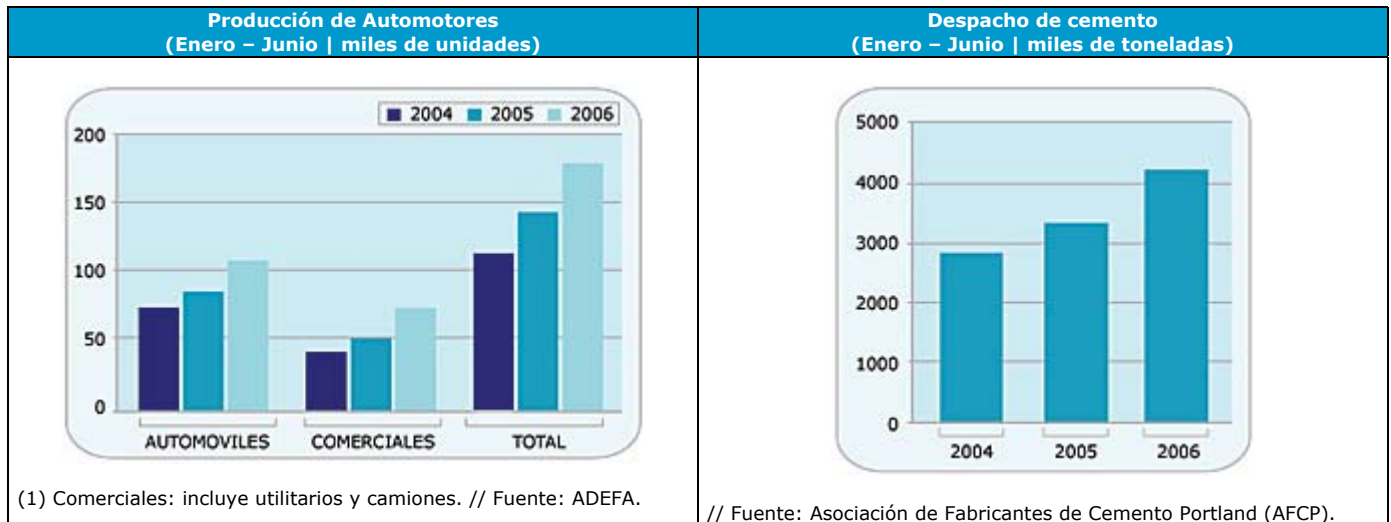 Producción de Automotores
(Enero – Junio | miles de unidades)
2004 2005 2006
200
150
100
50
0
AUTOMOVILES COMERCIALES TOTAL
(1) Comerciales: incluye utilitarios y camiones. // Fuente: ADEFA.
Despacho de cemento
(Enero – Junio | miles de toneladas)
5000
4000
3000
2000
1000
0
2004 2005 2006
// Fuente: Asociación de Fabricantes de Cemento Portland (AFCP).